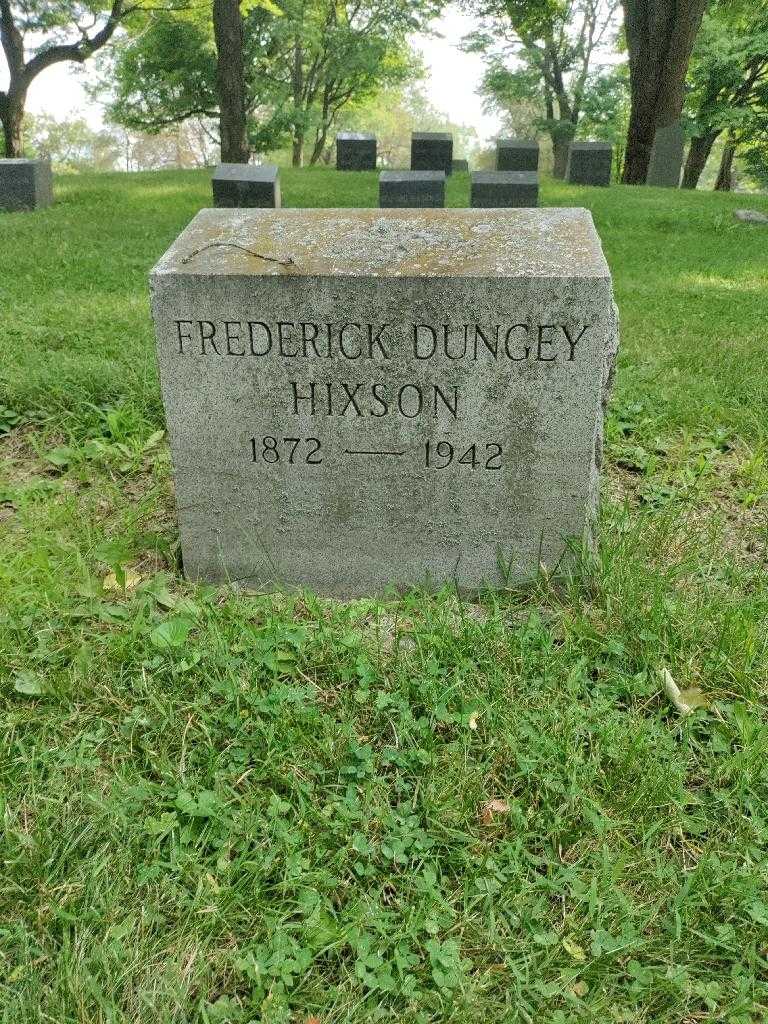 FREDERICK DUNGEY
HIXSON
1872 — 1942